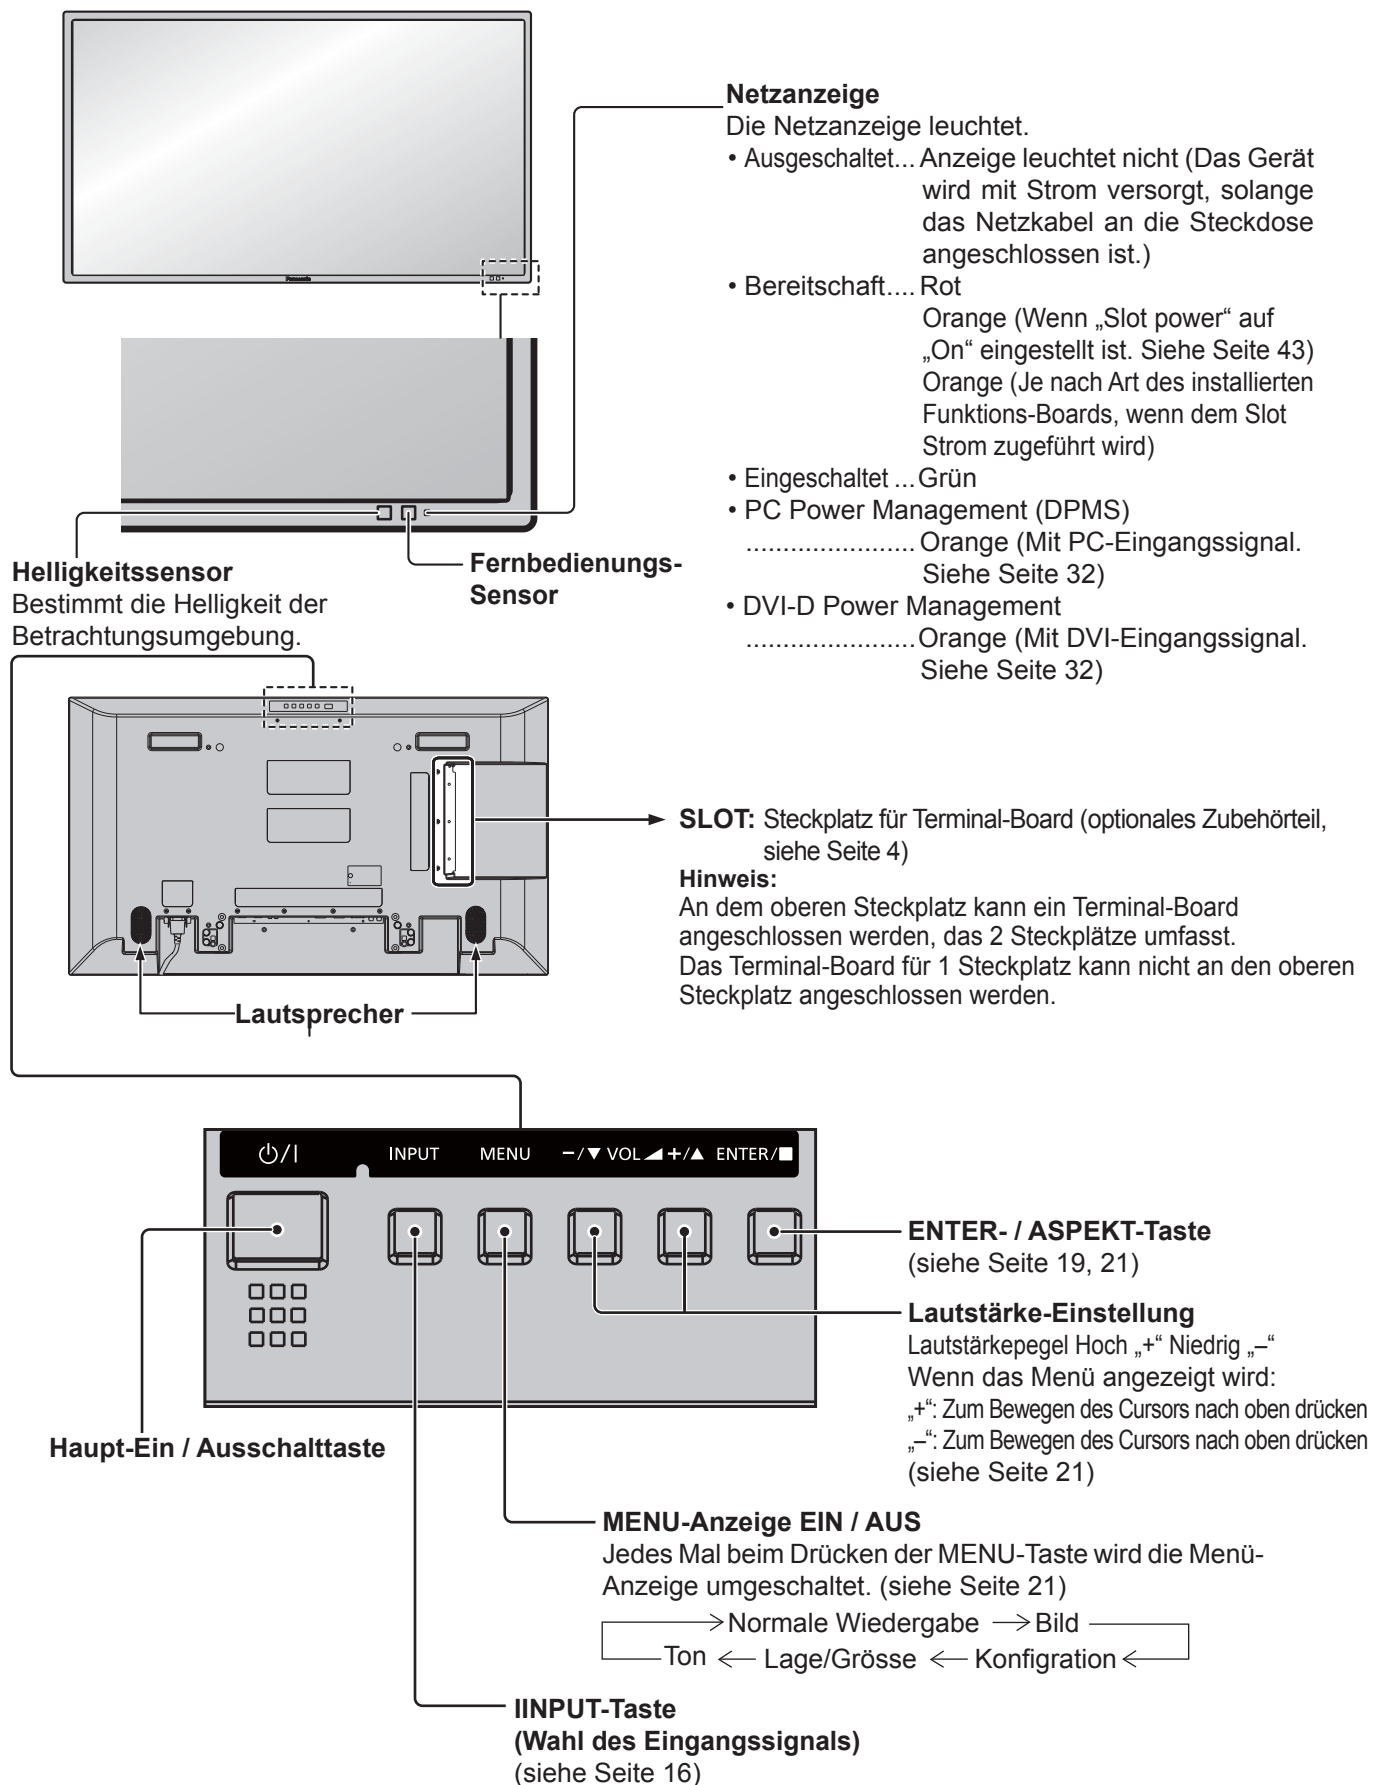 Panasonic
Netzanzeige
Die Netzanzeige leuchtet.
• Ausgeschaltet... Anzeige leuchtet nicht (Das Gerät
wird mit Strom versorgt, solange
das Netzkabel an die Steckdose
angeschlossen ist.)
• Bereitschaft.... Rot
Orange (Wenn „Slot power“ auf
„On“ eingestellt ist. Siehe Seite 43)
Orange (Je nach Art des installierten
Funktions-Boards, wenn dem Slot
Strom zugeführt wird)
• Eingeschaltet ... Grün
• PC Power Management (DPMS)
....................... Orange (Mit PC-Eingangssignal.
Siehe Seite 32)
• DVI-D Power Management
....................... Orange (Mit DVI-Eingangssignal.
Siehe Seite 32)
Helligkeitssensor
Bestimmt die Helligkeit der
Betrachtungsumgebung.
Fernbedienungs-
Sensor
SLOT: Steckplatz für Terminal-Board (optionales Zubehörteil,
siehe Seite 4)
Hinweis:
An dem oberen Steckplatz kann ein Terminal-Board
angeschlossen werden, das 2 Steckplätze umfasst.
Das Terminal-Board für 1 Steckplatz kann nicht an den oberen
Steckplatz angeschlossen werden.
Lautsprecher
⏻/I INPUT MENU −/▼ VOL ◢ +/▲ ENTER/■
ENTER- / ASPEKT-Taste
(siehe Seite 19, 21)
Lautstärke-Einstellung
Lautstärkepegel Hoch „+“ Niedrig „–“
Wenn das Menü angezeigt wird:
„+“: Zum Bewegen des Cursors nach oben drücken
„–“: Zum Bewegen des Cursors nach oben drücken
(siehe Seite 21)
Haupt-Ein / Ausschalttaste
MENU-Anzeige EIN / AUS
Jedes Mal beim Drücken der MENU-Taste wird die Menü-
Anzeige umgeschaltet. (siehe Seite 21)
Normale Wiedergabe → Bild
Ton ← Lage/Grösse ← Konfigration
IINPUT-Taste
(Wahl des Eingangssignals)
(siehe Seite 16)